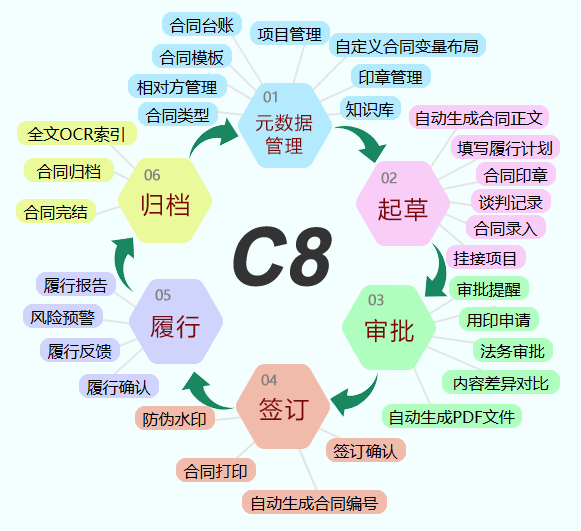 合同台账
项目管理
自定义合同变量布局
合同模板
印章管理
相对方管理
知识库
合同类型
01
元数据
管理
自动生成合同正文
填写履行计划
02
起草
合同印章
谈判记录
合同录入
挂接项目
03
审批
审批提醒
用印申请
法务审批
内容差异对比
自动生成PDF文件
04
签订
签订确认
自动生成合同编号
合同打印
防伪水印
05
履行
履行报告
风险预警
履行反馈
履行确认
06
归档
全文OCR索引
合同归档
合同完结
C8